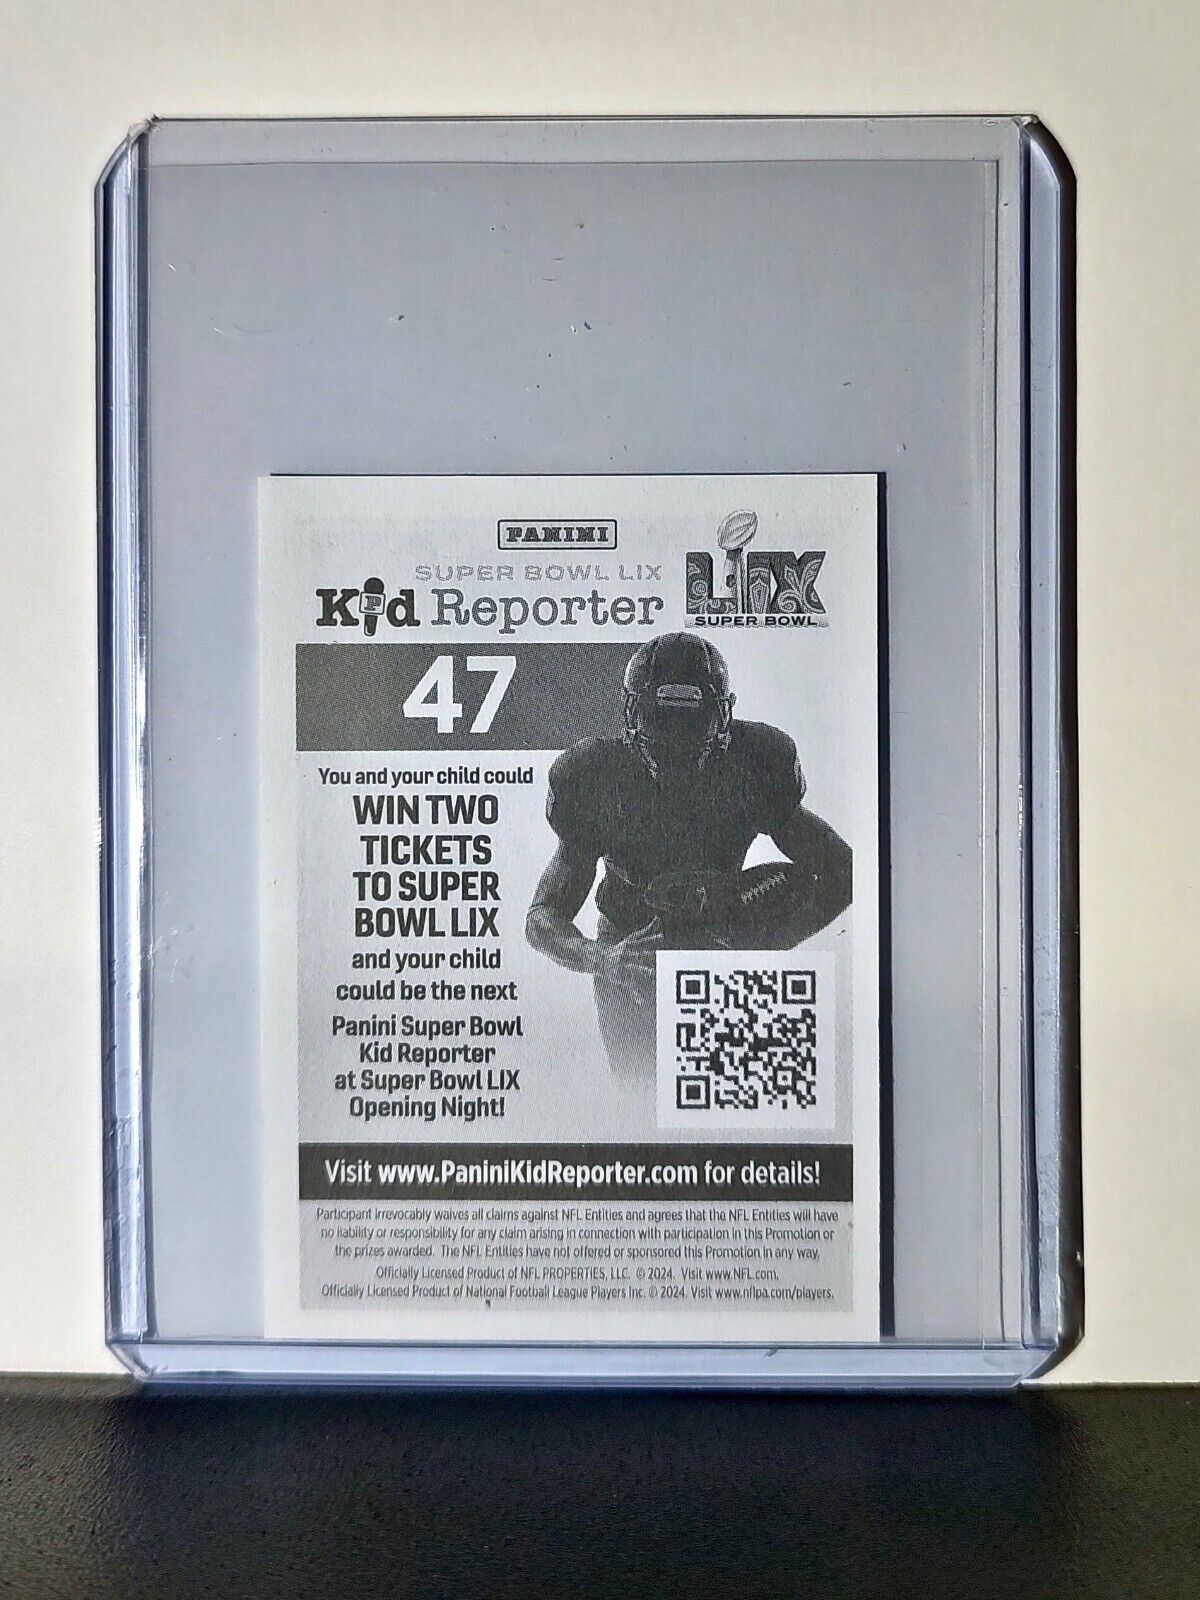 PANINI
SUPER BOWL LIX
Kid Reporter
LIX
SUPER BOWL
47
You and your child could
WIN TWO
TICKETS
TO SUPER
BOWL LIX
and your child
could be the next
Panini Super Bowl
Kid Reporter
at Super Bowl LIX
Opening Night!
Visit www.PaniniKidReporter.com for details!
Participant irrevocably waives all claims against NFL Entities and agrees that the NFL Entities will have
no liability or responsibility for any claim arising in connection with participation in this Promotion or
the prizes awarded. The NFL Entities have not offered or sponsored this Promotion in any way.
Officially Licensed Product of NFL PROPERTIES, LLC. © 2024. Visit www.NFL.com.
Officially Licensed Product of National Football League Players Inc. © 2024. Visit www.nflpa.com/players.